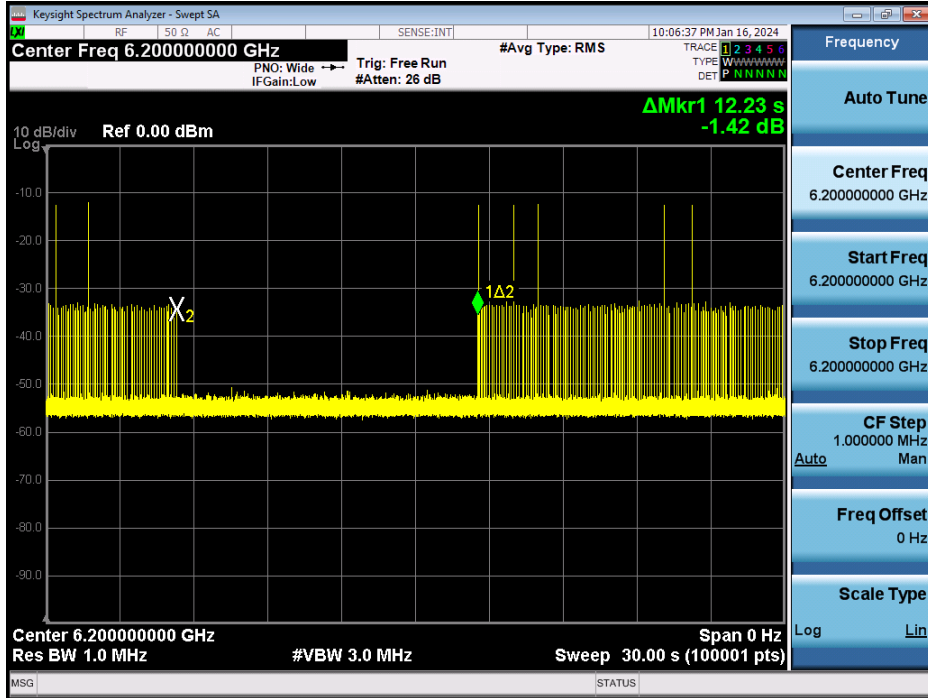 Keysight Spectrum Analyzer - Swept SA
LXI RF 50 Ω AC SENSE:INT 10:06:37 PM Jan 16, 2024
Center Freq 6.200000000 GHz
PNO: Wide
IFGain:Low
Trig: Free Run
#Atten: 26 dB
#Avg Type: RMS
TRACE 1 2 3 4 5 6
TYPE WWWWWW
DET P N N N N N
ΔMkr1 12.23 s
-1.42 dB
10 dB/div Ref 0.00 dBm
Log
-10.0
-20.0
-30.0
-40.0
-50.0
-60.0
-70.0
-80.0
-90.0
X2
1Δ2
Center 6.200000000 GHz Span 0 Hz
Res BW 1.0 MHz #VBW 3.0 MHz Sweep 30.00 s (100001 pts)
MSG STATUS
Frequency
Auto Tune
Center Freq
6.200000000 GHz
Start Freq
6.200000000 GHz
Stop Freq
6.200000000 GHz
CF Step
1.000000 MHz
Auto Man
Freq Offset
0 Hz
Scale Type
Log Lin